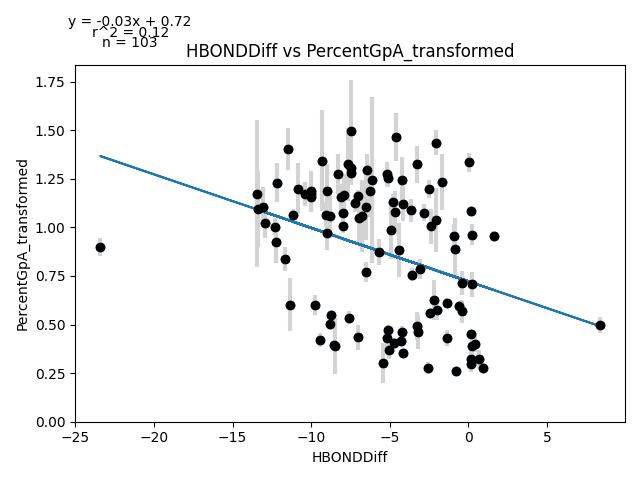 y = -0.03x + 0.72
r^2 = 0.12
n = 103
HBONDDiff vs PercentGpA_transformed
PercentGpA_transformed
1.75
1.50
1.25
1.00
0.75
0.50
0.25
0.00
−25
−20
−15
−10
−5
0
5
HBONDDiff